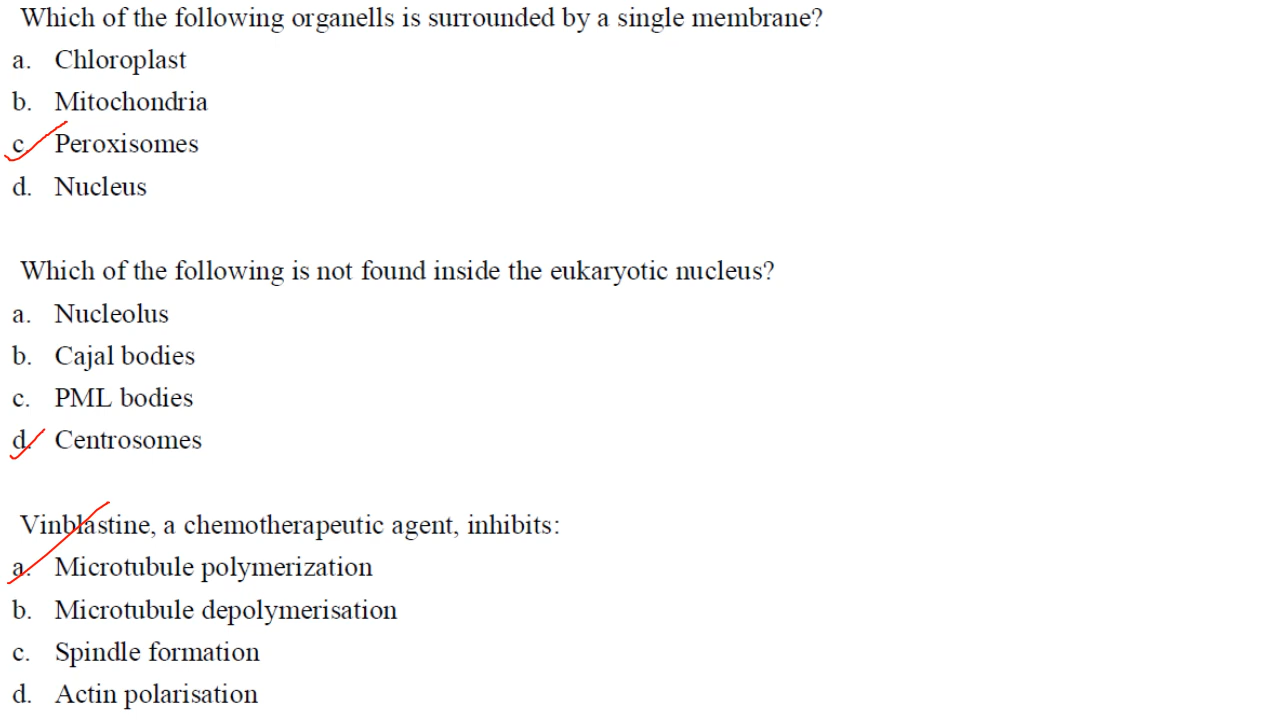 Which of the following organells is surrounded by a single membrane?
a. Chloroplast
b. Mitochondria
c. Peroxisomes
d. Nucleus
Which of the following is not found inside the eukaryotic nucleus?
a. Nucleolus
b. Cajal bodies
c. PML bodies
d. Centrosomes
Vinblastine, a chemotherapeutic agent, inhibits:
a. Microtubule polymerization
b. Microtubule depolymerisation
c. Spindle formation
d. Actin polarisation